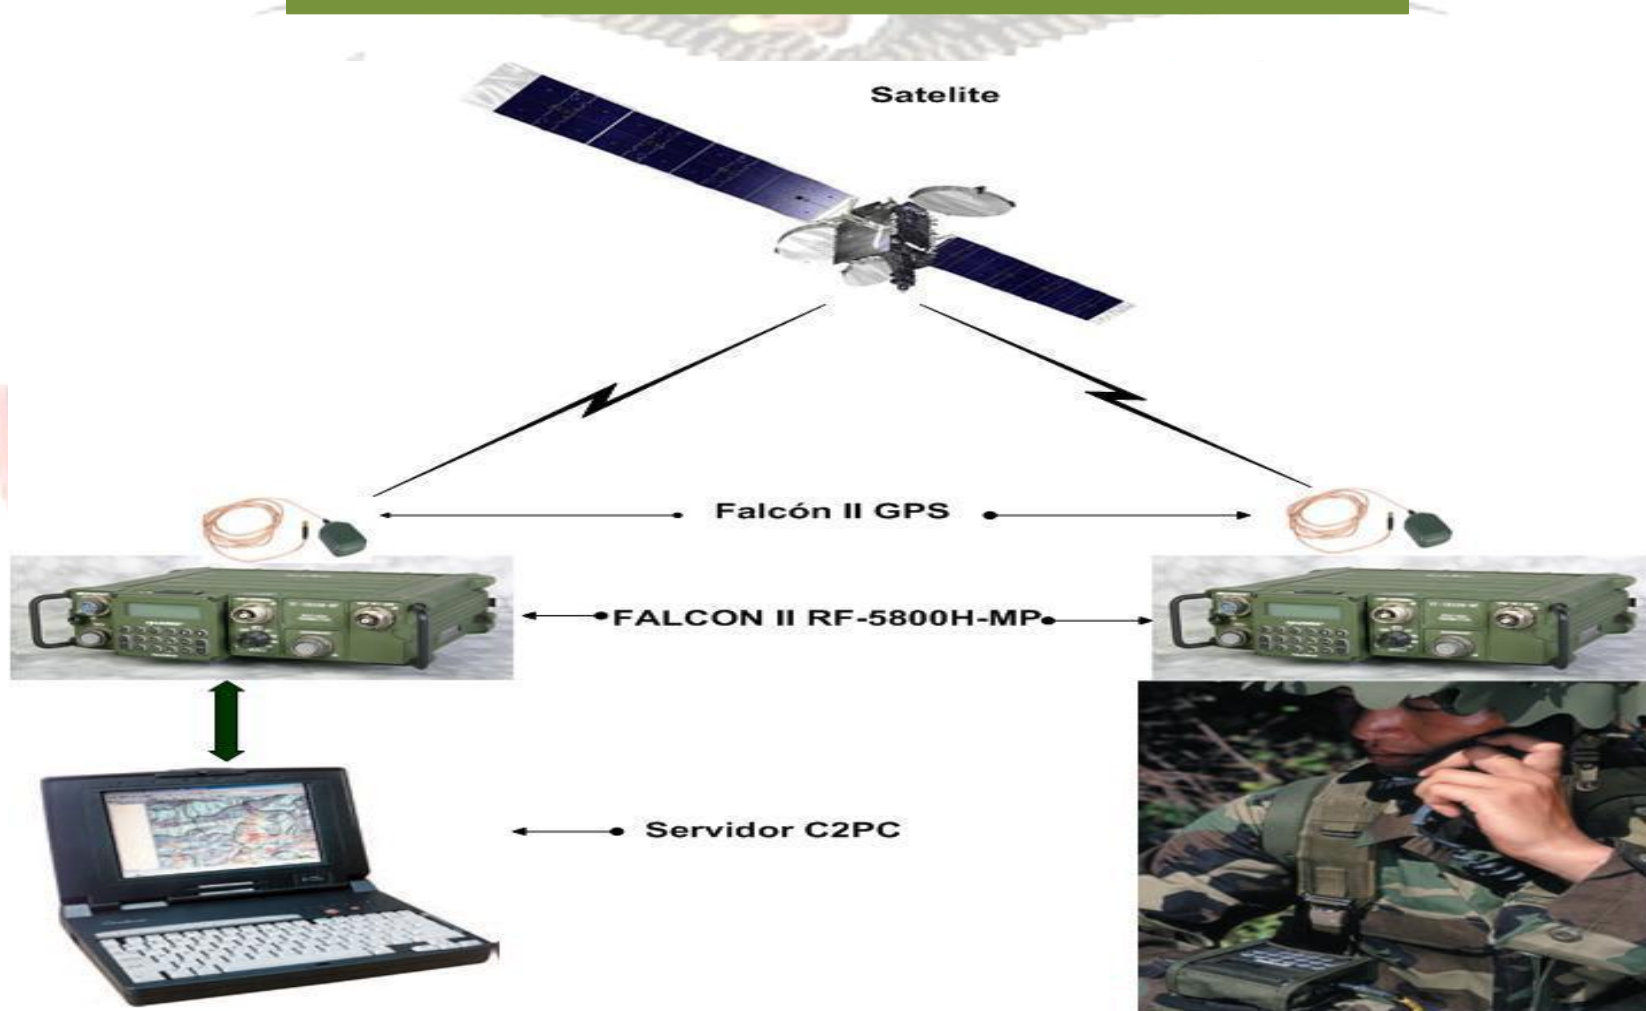 Satelite
Falcón II GPS
FALCON II RF-5800H-MP
Servidor C2PC